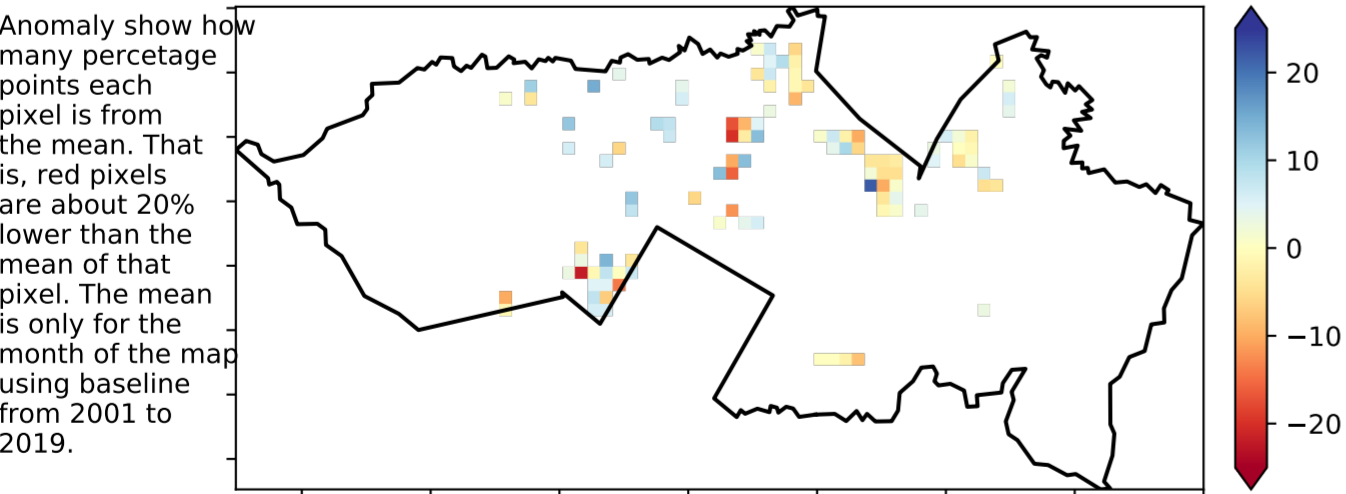 Anomaly show how
many percetage
points each
pixel is from
the mean. That
is, red pixels
are about 20%
lower than the
mean of that
pixel. The mean
is only for the
month of the map
using baseline
from 2001 to
2019.
20
10
0
−10
−20